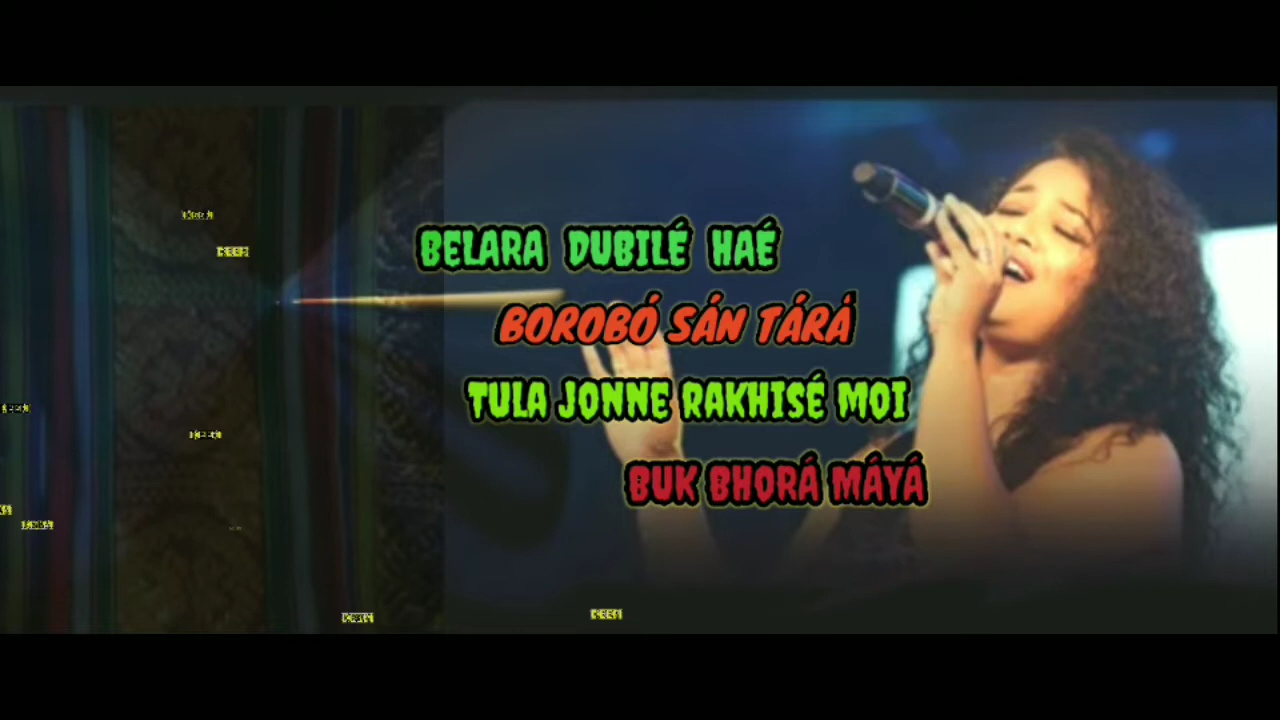 BELARA DUBILÉ HAÉ
BOROBÓ SÁN TÁRÁ
TULA JONNE RAKHISÉ MOI
BUK BHORÁ MÁYÁ